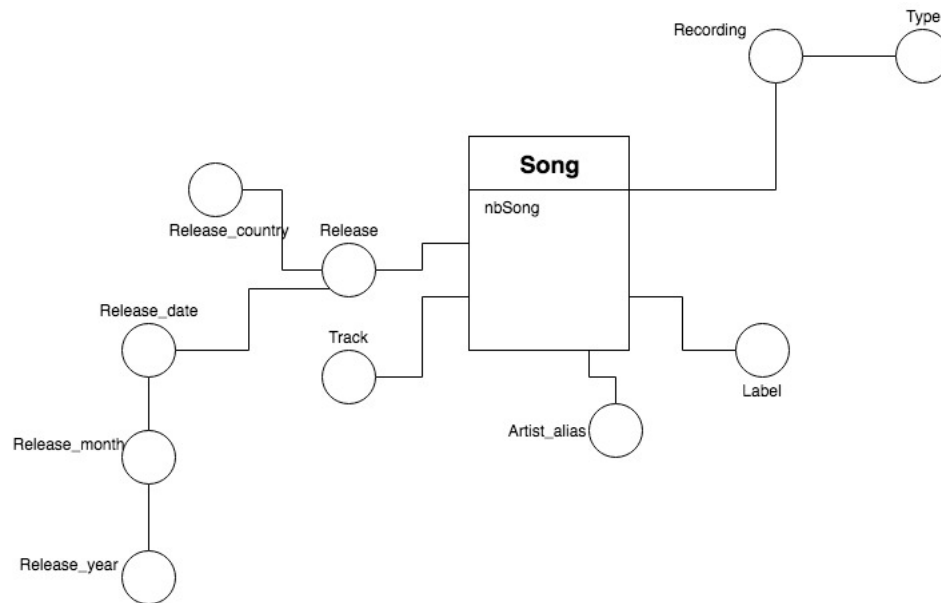 Type
Recording
Song
nbSong
Release_country
Release
Release_date
Track
Label
Artist_alias
Release_month
Release_year